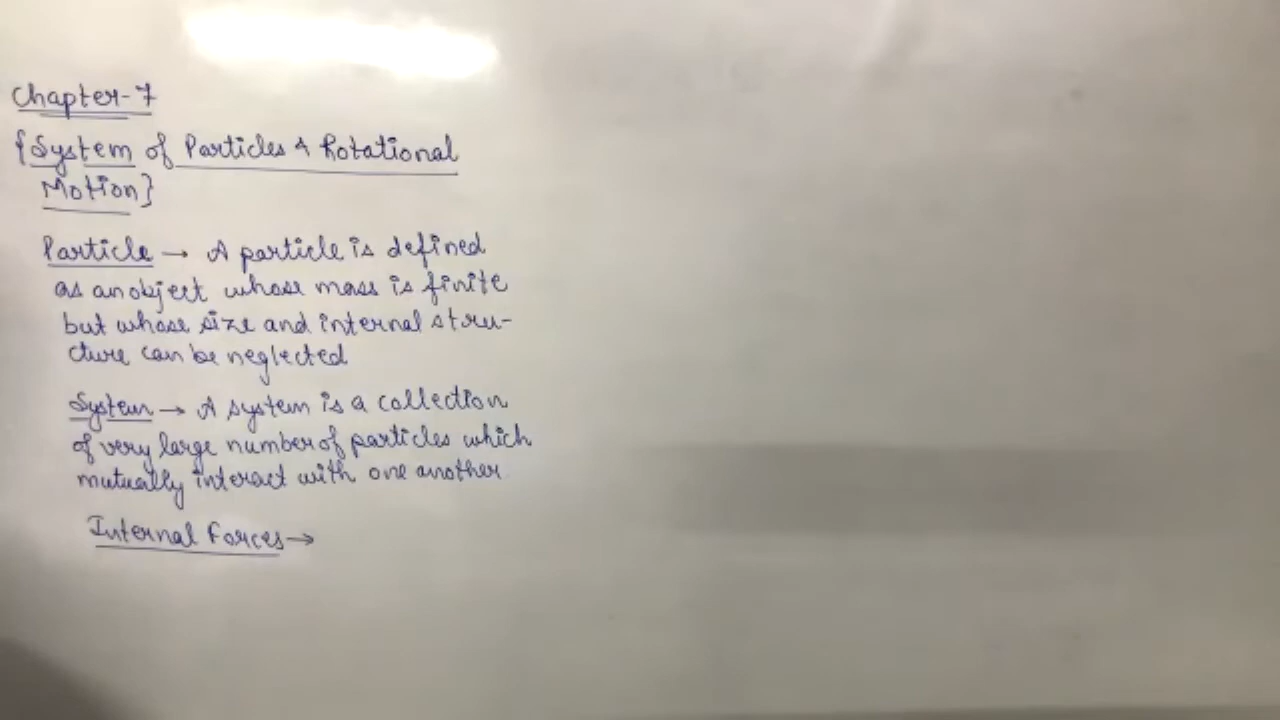 Chapter-7
{System of Particles & Rotational
Motion}
Particle → A particle is defined
as an object whose mass is finite
but whose size and internal stru-
cture can be neglected
System → A system is a collection
of very large number of particles which
mutually interact with one another.
Internal Forces →